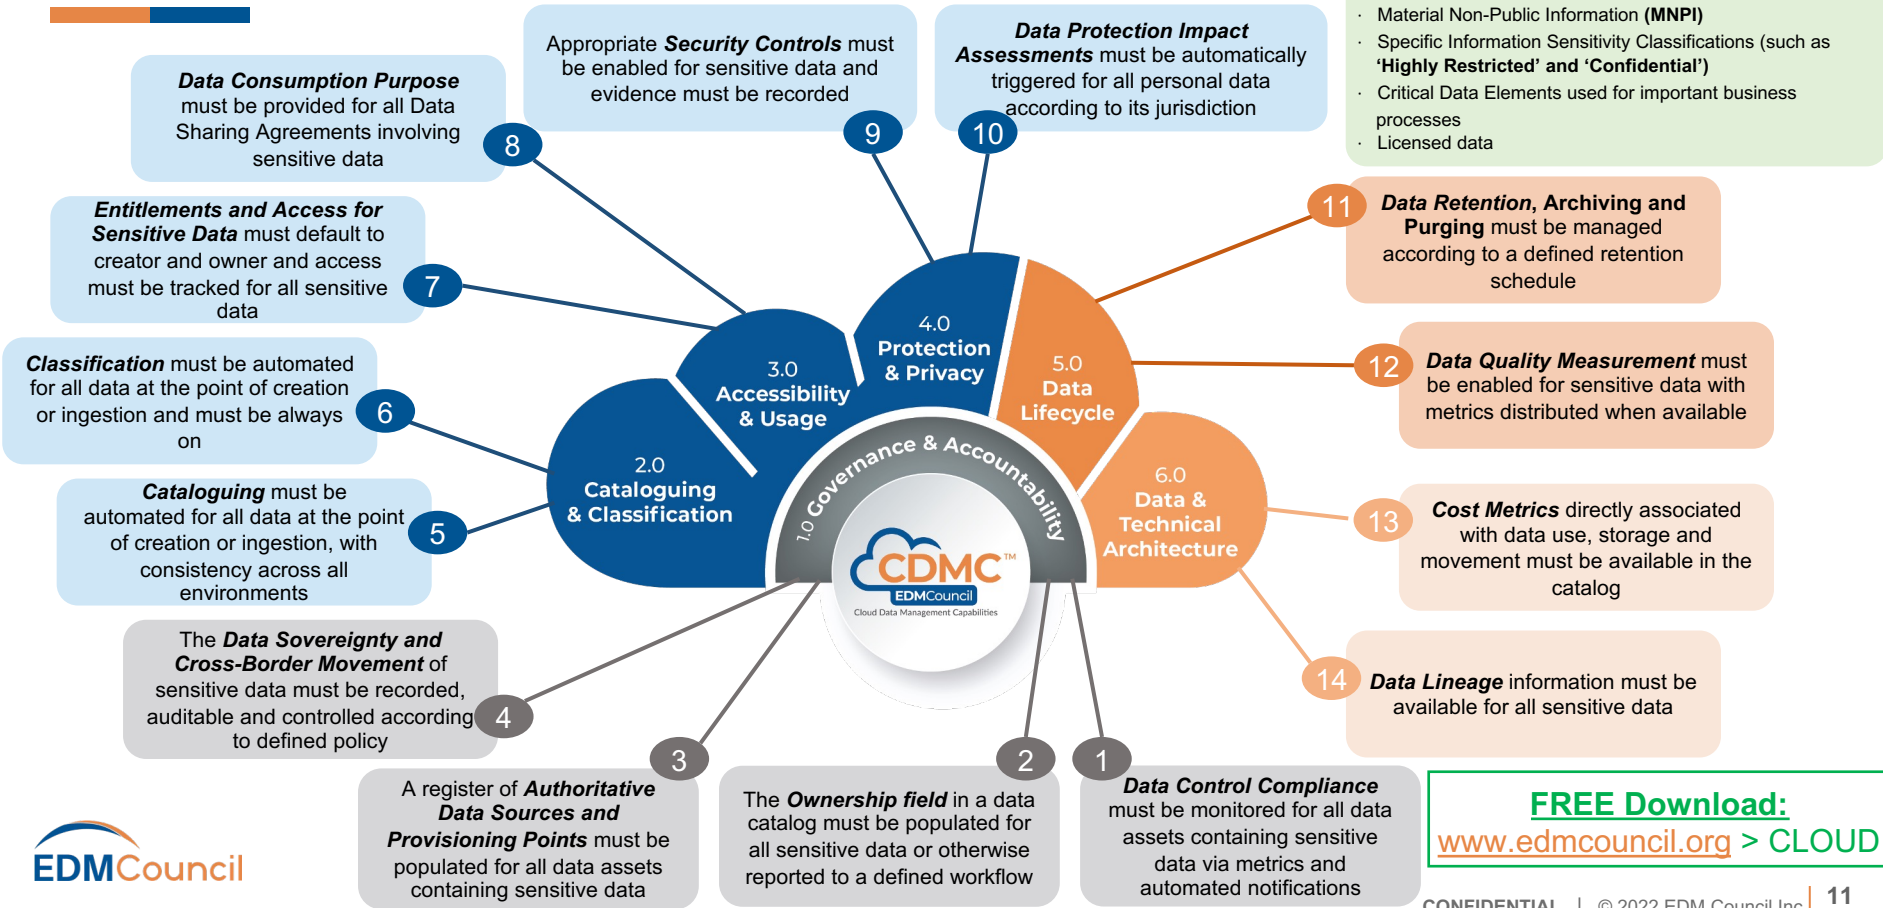 Data Consumption Purpose
must be provided for all Data
Sharing Agreements involving
sensitive data
8
Appropriate Security Controls must
be enabled for sensitive data and
evidence must be recorded
9
Data Protection Impact
Assessments must be automatically
triggered for all personal data
according to its jurisdiction
10
· Material Non-Public Information (MNPI)
· Specific Information Sensitivity Classifications (such as
'Highly Restricted' and 'Confidential')
· Critical Data Elements used for important business
processes
· Licensed data
Entitlements and Access for
Sensitive Data must default to
creator and owner and access
must be tracked for all sensitive
data
7
11
Data Retention, Archiving and
Purging must be managed
according to a defined retention
schedule
Classification must be automated
for all data at the point of creation
or ingestion and must be always
on
6
12
Data Quality Measurement must
be enabled for sensitive data with
metrics distributed when available
Cataloguing must be
automated for all data at the point
of creation or ingestion, with
consistency across all
environments
5
13
Cost Metrics directly associated
with data use, storage and
movement must be available in the
catalog
2.0
Cataloguing
& Classification
3.0
Accessibility
& Usage
4.0
Protection
& Privacy
5.0
Data
Lifecycle
6.0
Data &
Technical
Architecture
1.0 Governance & Accountability
CDMC™
EDMCouncil
Cloud Data Management Capabilities
The Data Sovereignty and
Cross-Border Movement of
sensitive data must be recorded,
auditable and controlled according
to defined policy
4
14
Data Lineage information must be
available for all sensitive data
3
A register of Authoritative
Data Sources and
Provisioning Points must be
populated for all data assets
containing sensitive data
2
The Ownership field in a data
catalog must be populated for
all sensitive data or otherwise
reported to a defined workflow
1
Data Control Compliance
must be monitored for all data
assets containing sensitive
data via metrics and
automated notifications
FREE Download:
www.edmcouncil.org > CLOUD
EDMCouncil
CONFIDENTIAL | © 2022 EDM Council Inc | 11